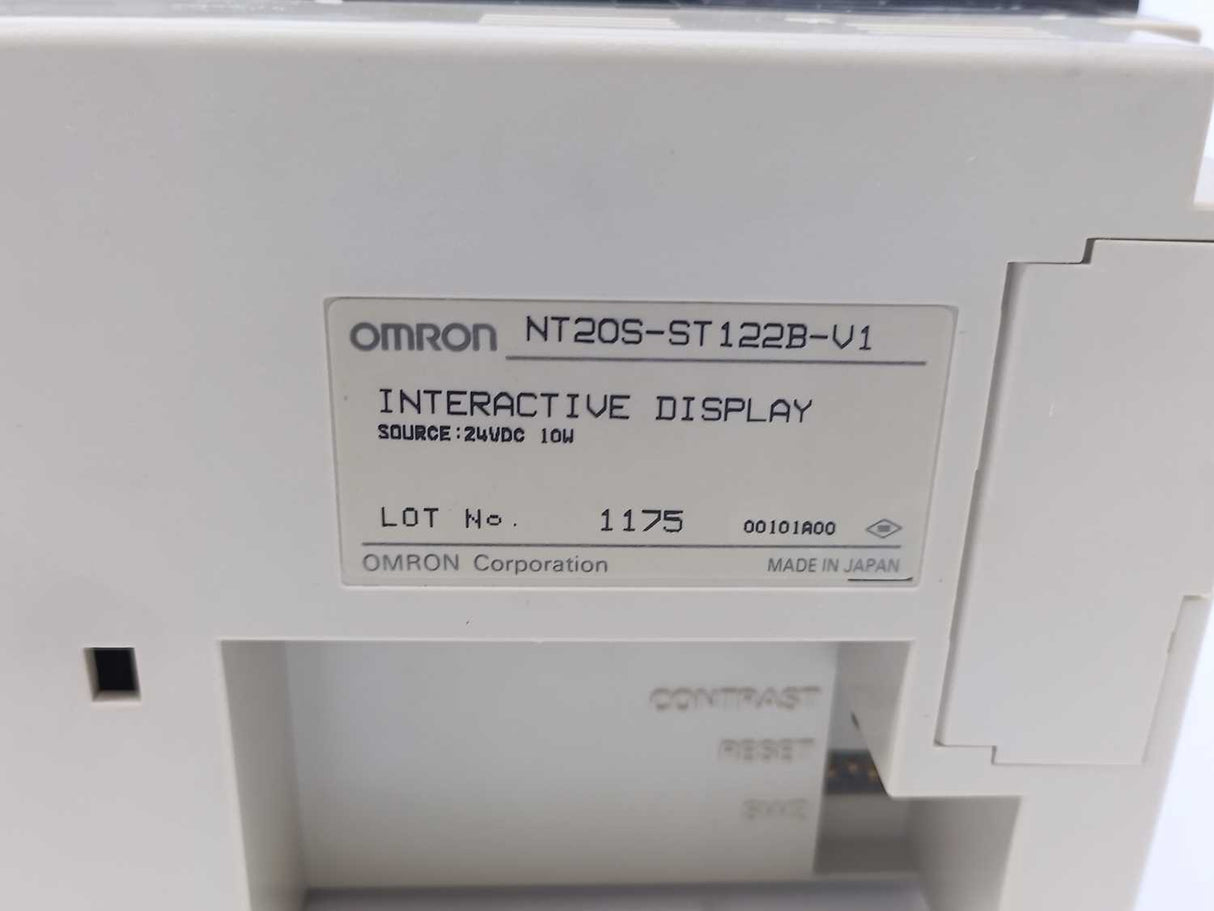 OMRON NT20S-ST122B-V1
INTERACTIVE DISPLAY
SOURCE:24VDC 10W
LOT No. 1175 00101A00
OMRON Corporation MADE IN JAPAN
CONTRAST
RESET
SW2